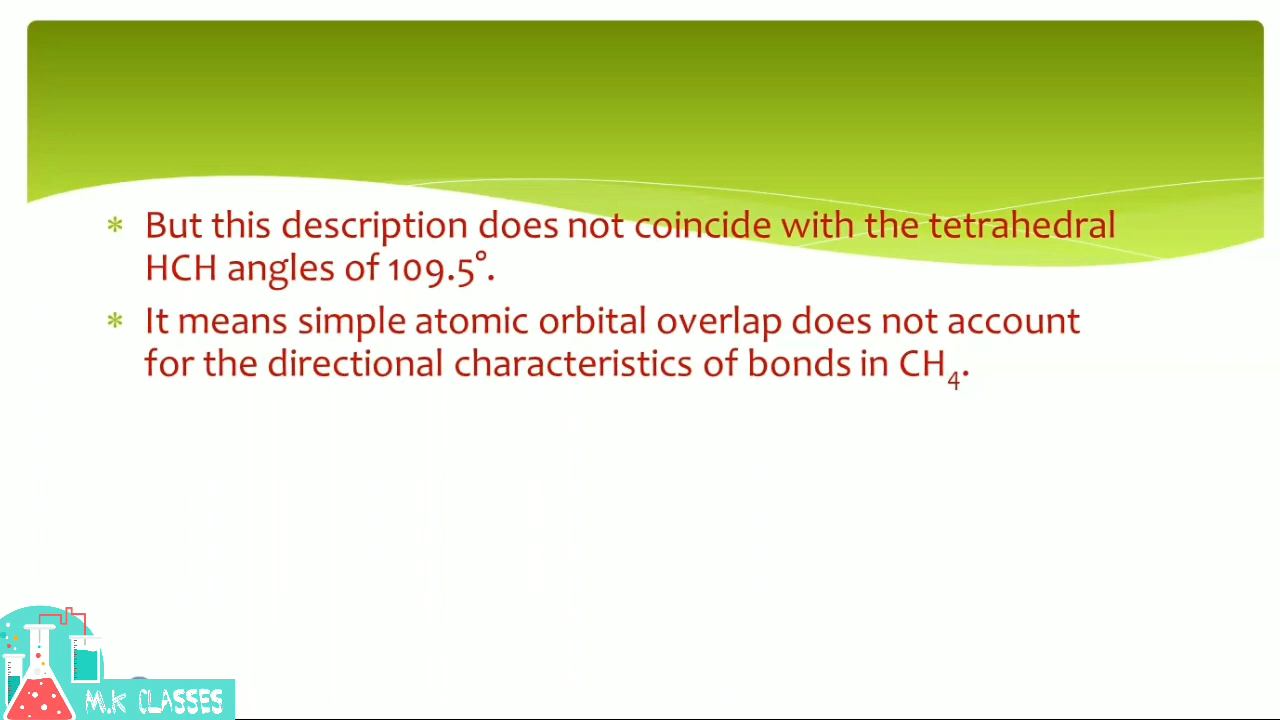 * But this description does not coincide with the tetrahedral
HCH angles of 109.5°.
* It means simple atomic orbital overlap does not account
for the directional characteristics of bonds in CH₄.
M.K CLASSES